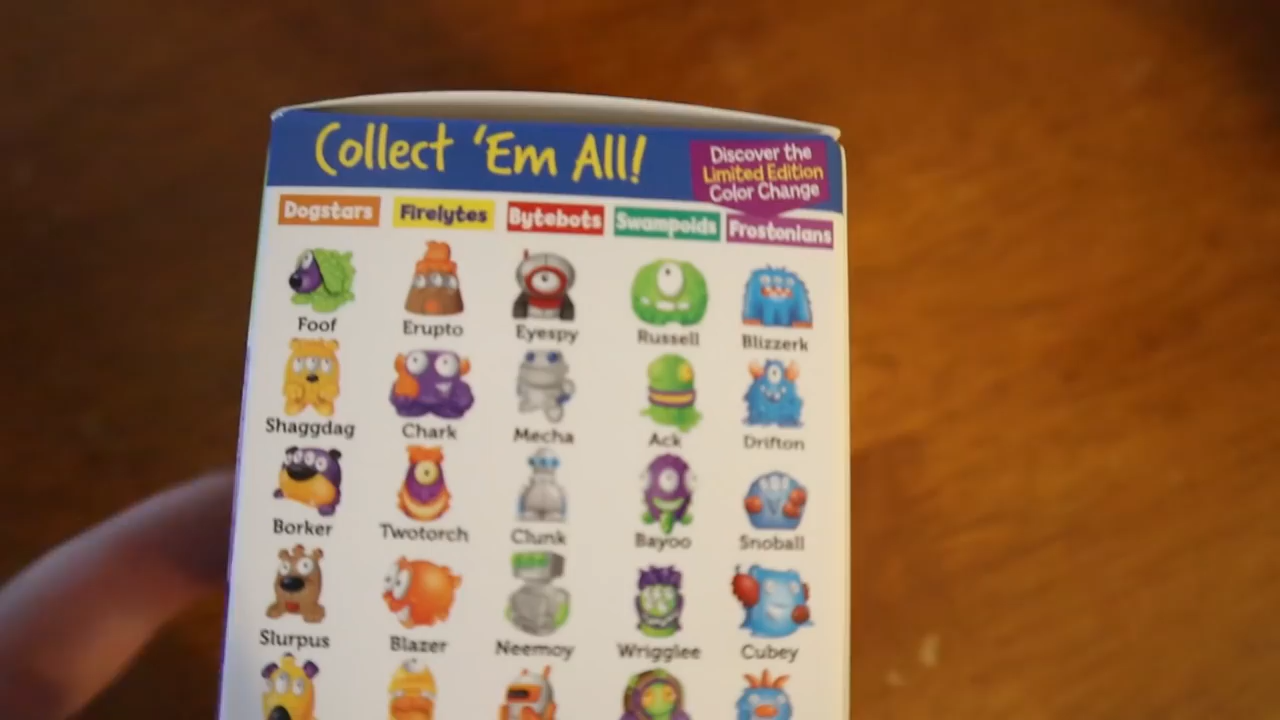 Collect 'Em All!
Discover the
Limited Edition
Color Change
Dogstars Firelytes Bytebots Swampoids Frostonians
Foof Erupto Eyespy Russell Blizzerk
Shaggdag Chark Mecha Ack Drifton
Borker Twotorch Clunk Bayoo Snoball
Slurpus Blazer Neemoy Wrigglee Cubey